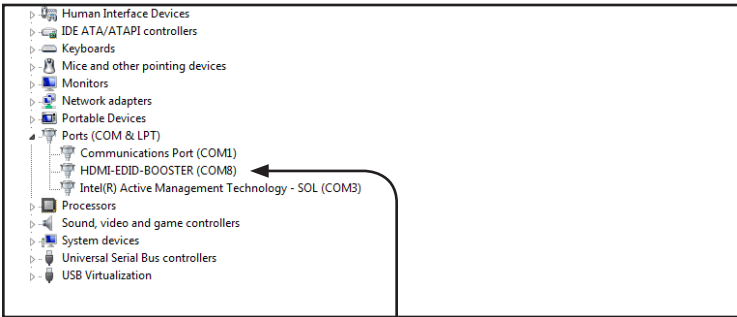 Human Interface Devices
IDE ATA/ATAPI controllers
Keyboards
Mice and other pointing devices
Monitors
Network adapters
Portable Devices
Ports (COM & LPT)
Communications Port (COM1)
HDMI-EDID-BOOSTER (COM8)
Intel(R) Active Management Technology - SOL (COM3)
Processors
Sound, video and game controllers
System devices
Universal Serial Bus controllers
USB Virtualization